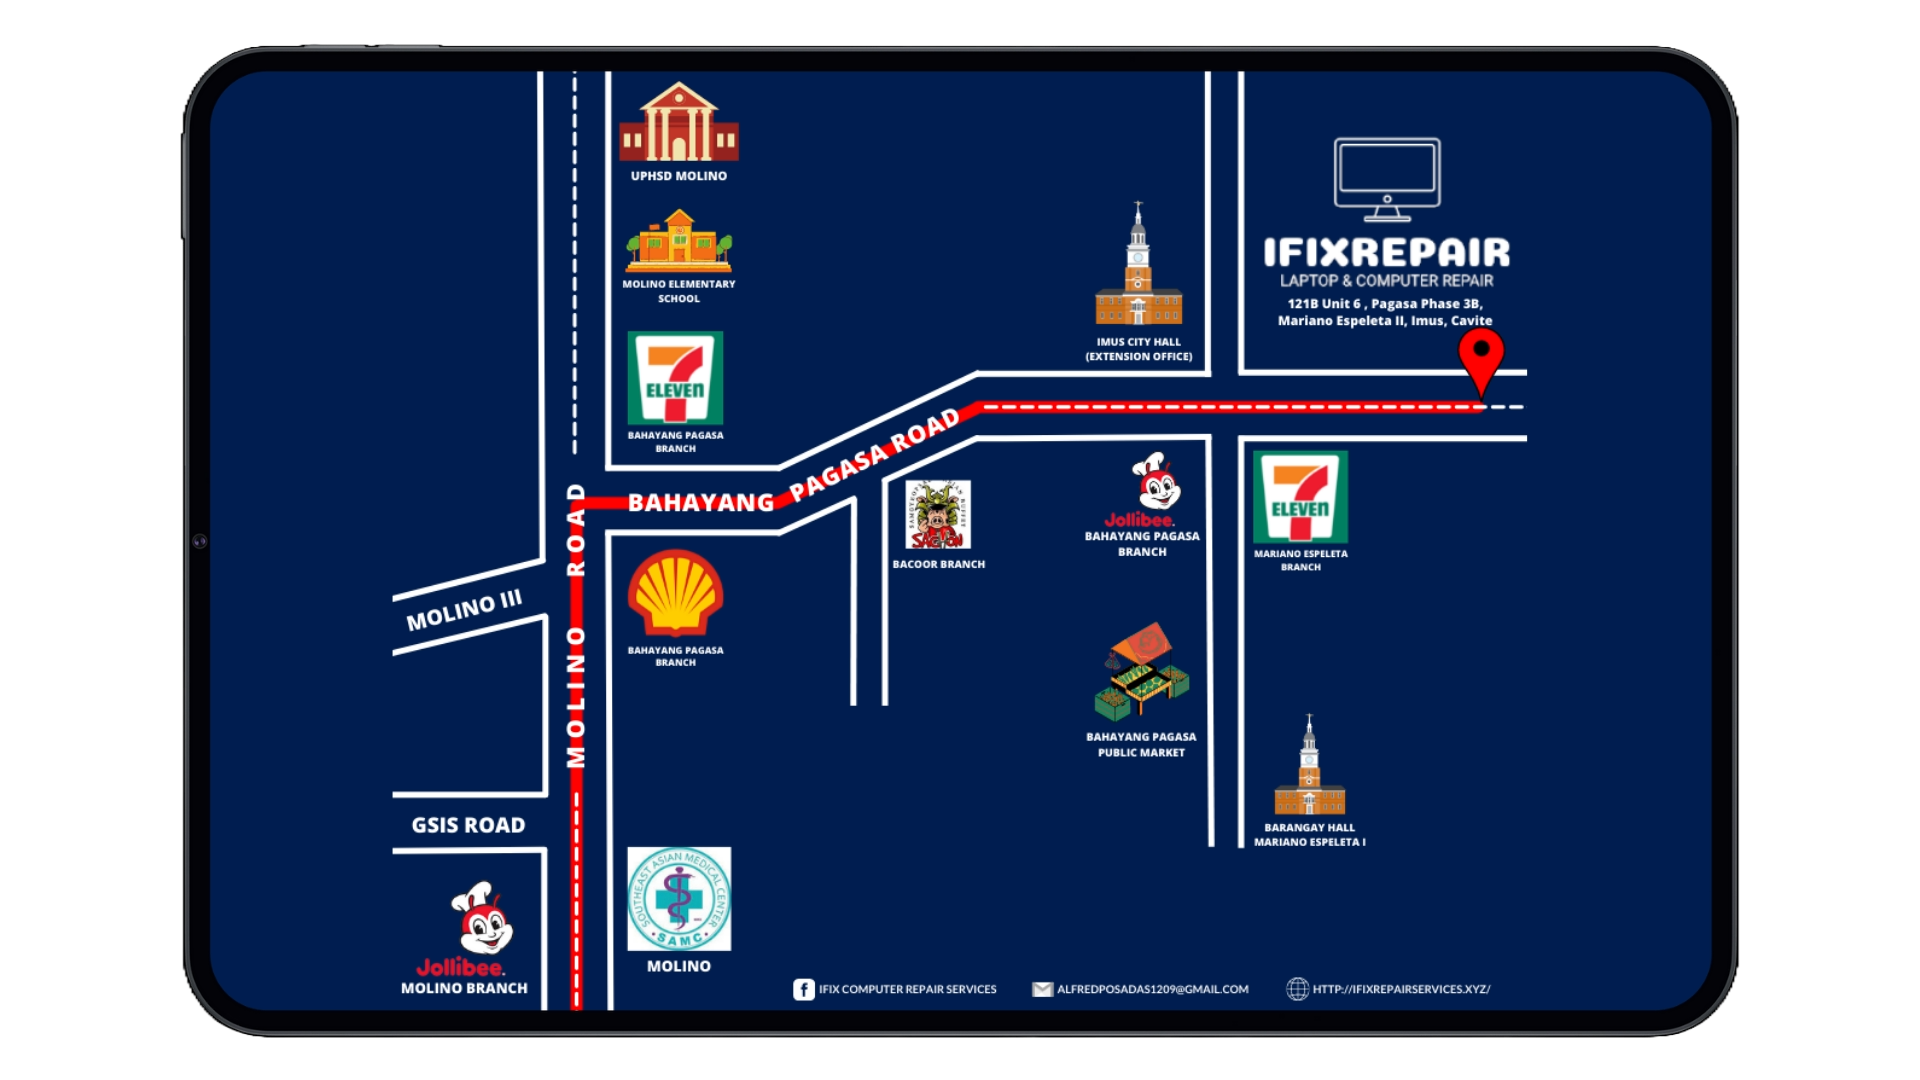 UPHSD MOLINO
MOLINO ELEMENTARY
SCHOOL
ELEVEN
BAHAYANG PAGASA
BRANCH
IMUS CITY HALL
(EXTENSION OFFICE)
IFIXREPAIR
LAPTOP & COMPUTER REPAIR
121B Unit 6 , Pagasa Phase 3B,
Mariano Espeleta II, Imus, Cavite
BAHAYANG PAGASA ROAD
MOLINO ROAD
MOLINO III
BAHAYANG PAGASA
BRANCH
BACOOR BRANCH
Jollibee.
BAHAYANG PAGASA
BRANCH
ELEVEN
MARIANO ESPELETA
BRANCH
BAHAYANG PAGASA
PUBLIC MARKET
BARANGAY HALL
MARIANO ESPELETA I
GSIS ROAD
Jollibee.
MOLINO BRANCH
SOUTHEAST ASIAN MEDICAL CENTER
SAMC
MOLINO
IFIX COMPUTER REPAIR SERVICES
ALFREDPOSADAS1209@GMAIL.COM
HTTP://IFIXREPAIRSERVICES.XYZ/